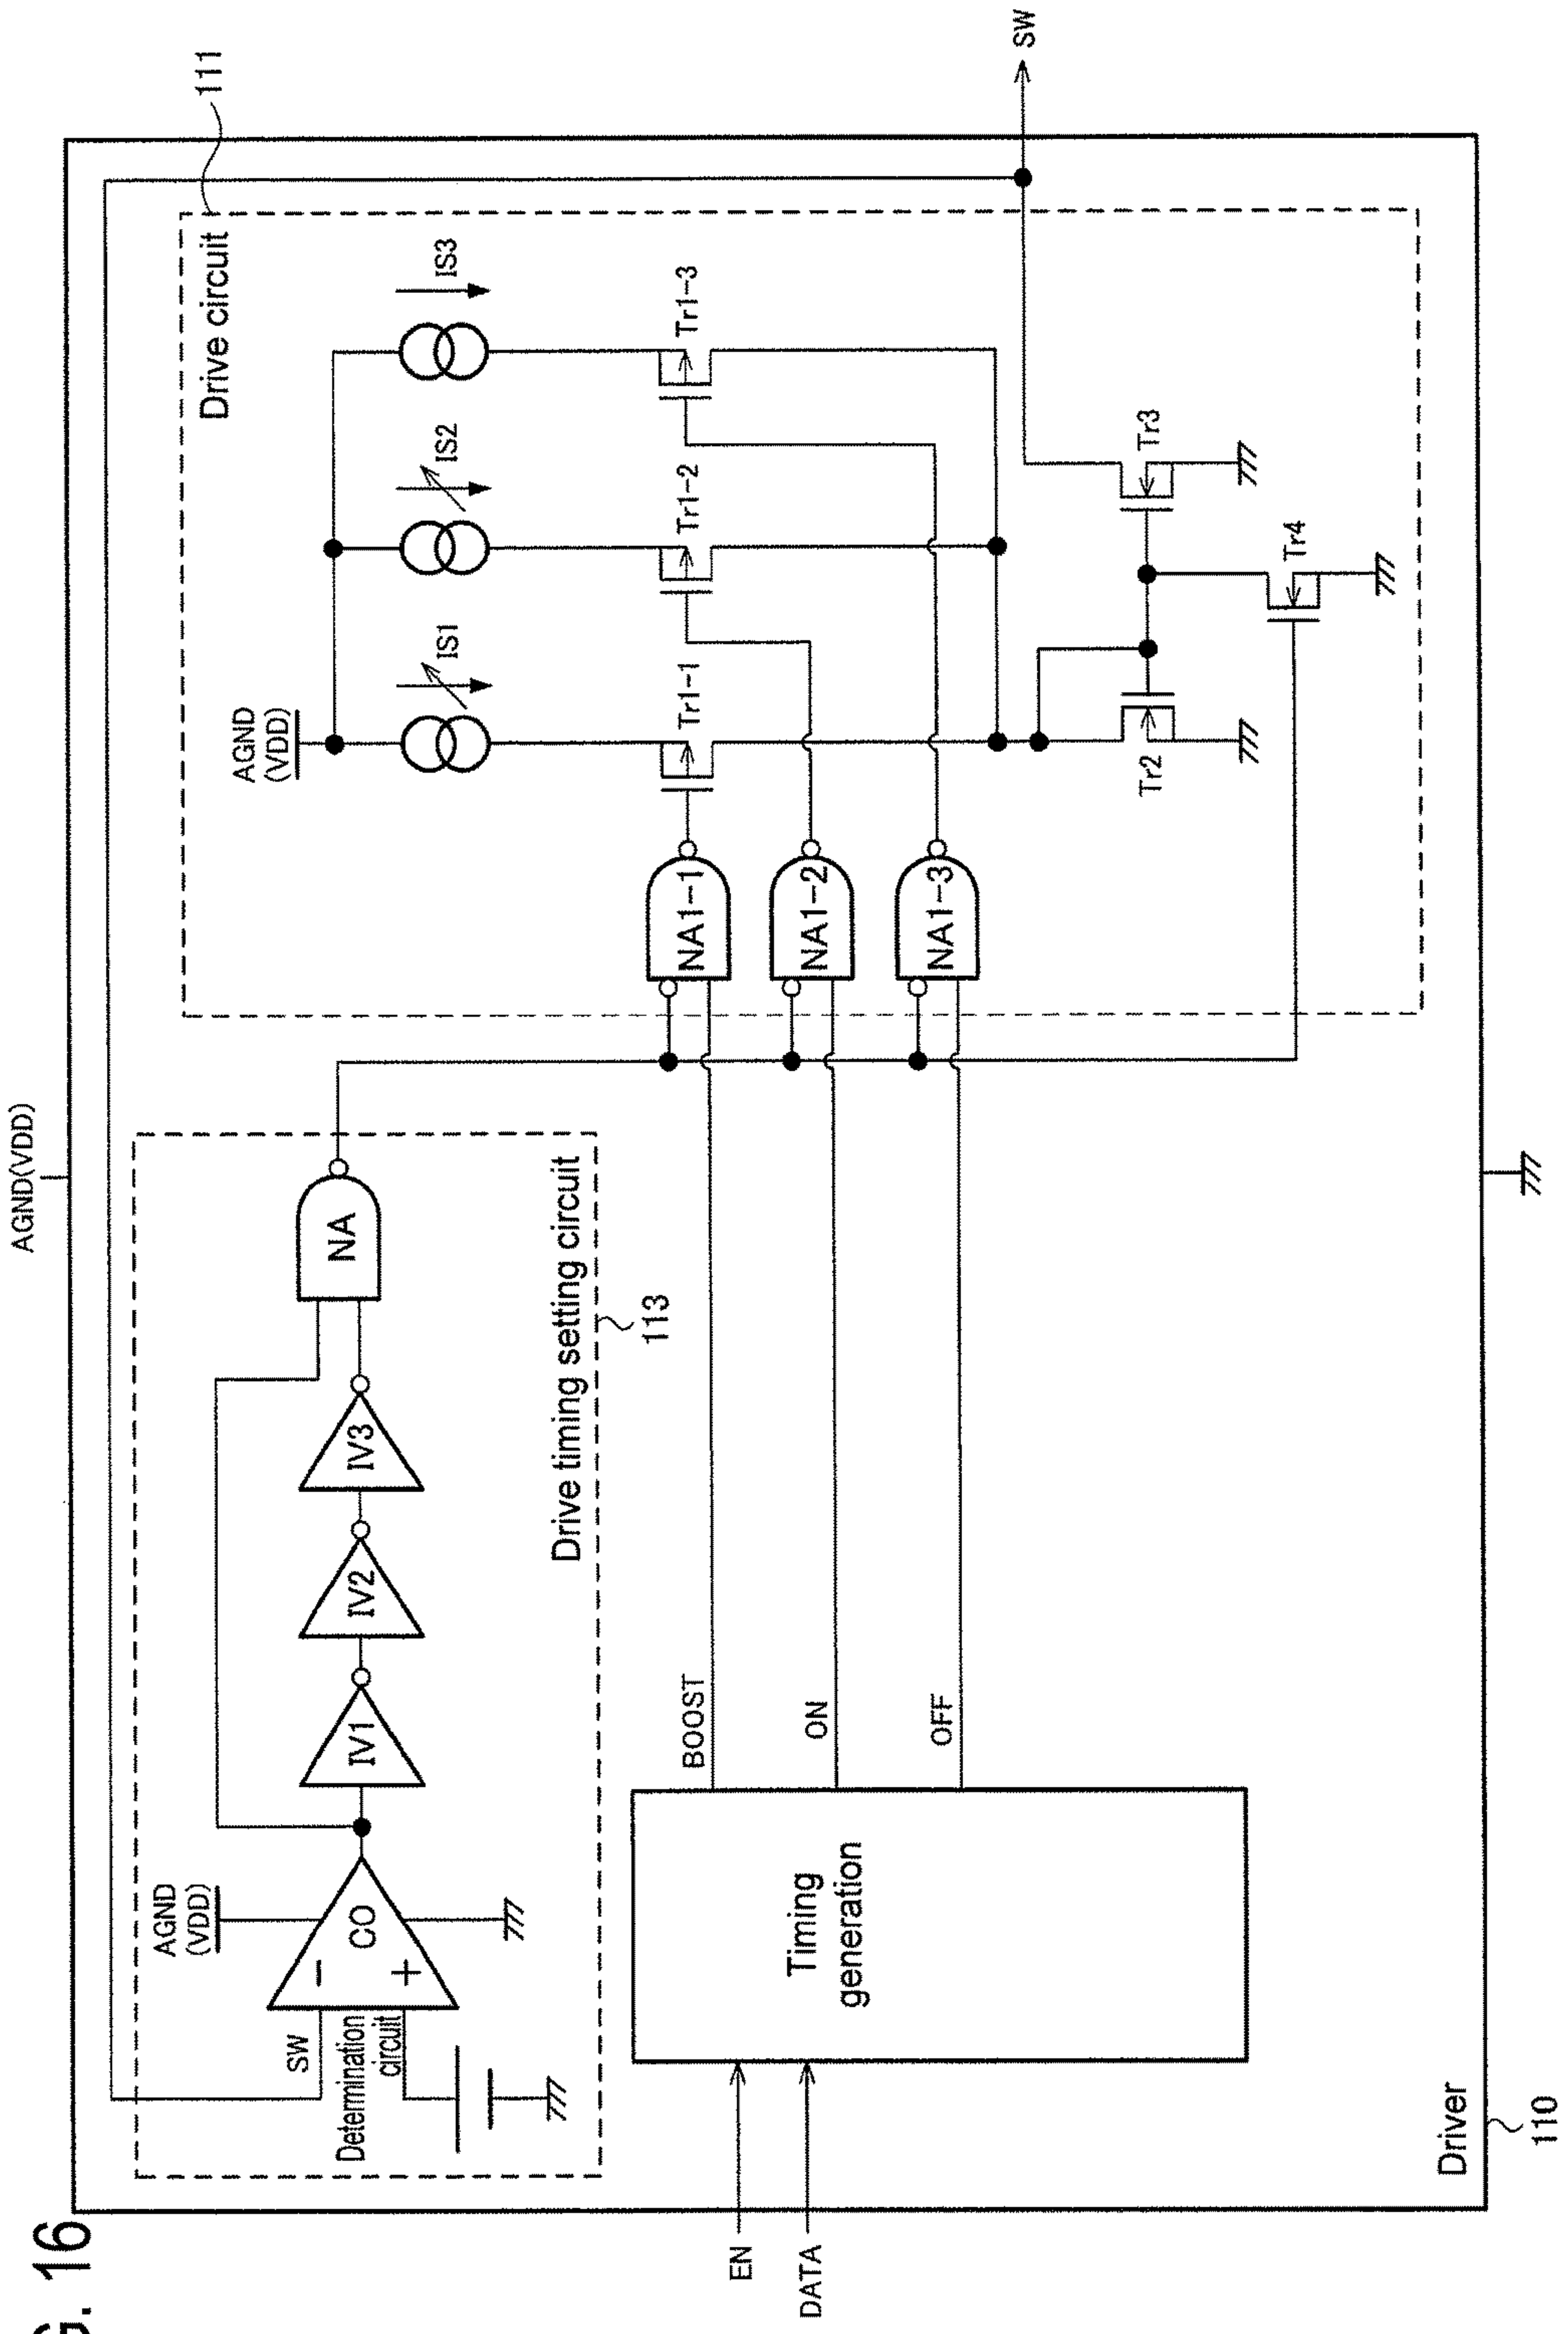 G. 16
AGND(VDD)
111
Drive circuit
AGND
(VDD)
IS1
IS2
IS3
Tr1-1
Tr1-2
Tr1-3
NA1-1
NA1-2
NA1-3
Tr2
Tr3
Tr4
SW
AGND
(VDD)
SW
−
CO
+
Determination
circuit
IV1
IV2
IV3
NA
Drive timing setting circuit
113
EN
DATA
Timing
generation
BOOST
ON
OFF
Driver
110